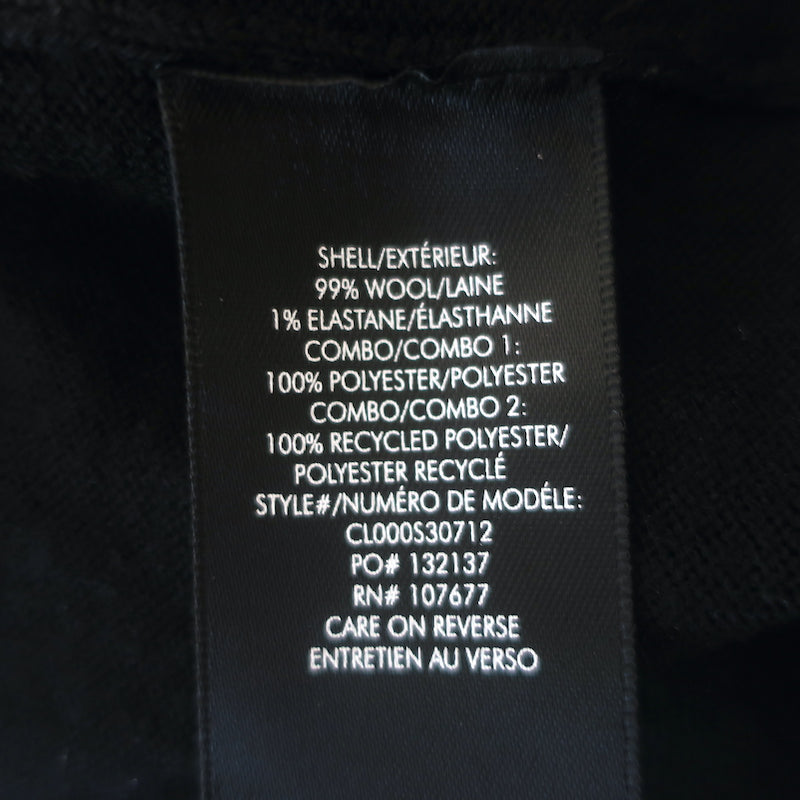 SHELL/EXTÉRIEUR:
99% WOOL/LAINE
1% ELASTANE/ÉLASTHANNE
COMBO/COMBO 1:
100% POLYESTER/POLYESTER
COMBO/COMBO 2:
100% RECYCLED POLYESTER/
POLYESTER RECYCLÉ
STYLE#/NUMÉRO DE MODÉLE:
CL000S30712
PO# 132137
RN# 107677
CARE ON REVERSE
ENTRETIEN AU VERSO